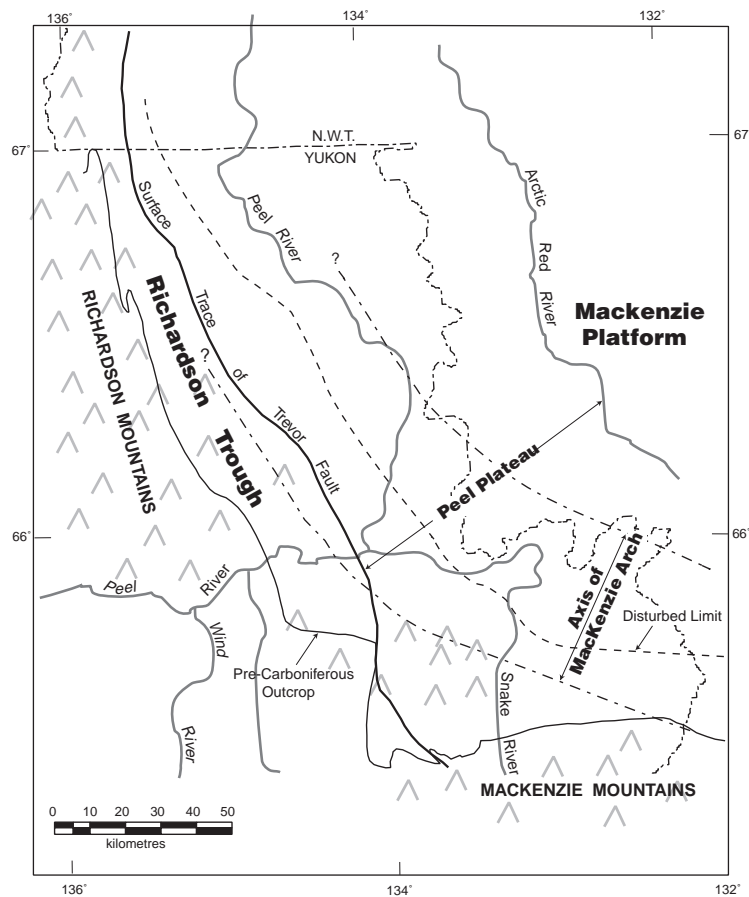 136° 134° 132°
67° 67
N.W.T.
YUKON
Surface Trace of Trevor Fault
Peel River
Arctic Red River
?
Mackenzie
Platform
RICHARDSON MOUNTAINS
Richardson Trough
?
Peel Plateau
66° 66°
Peel River
Axis of
MacKenzie Arch
Disturbed Limit
Wind River
Pre-Carboniferous
Outcrop
Snake River
MACKENZIE MOUNTAINS
0 10 20 30 40 50
kilometres
136° 134° 132°